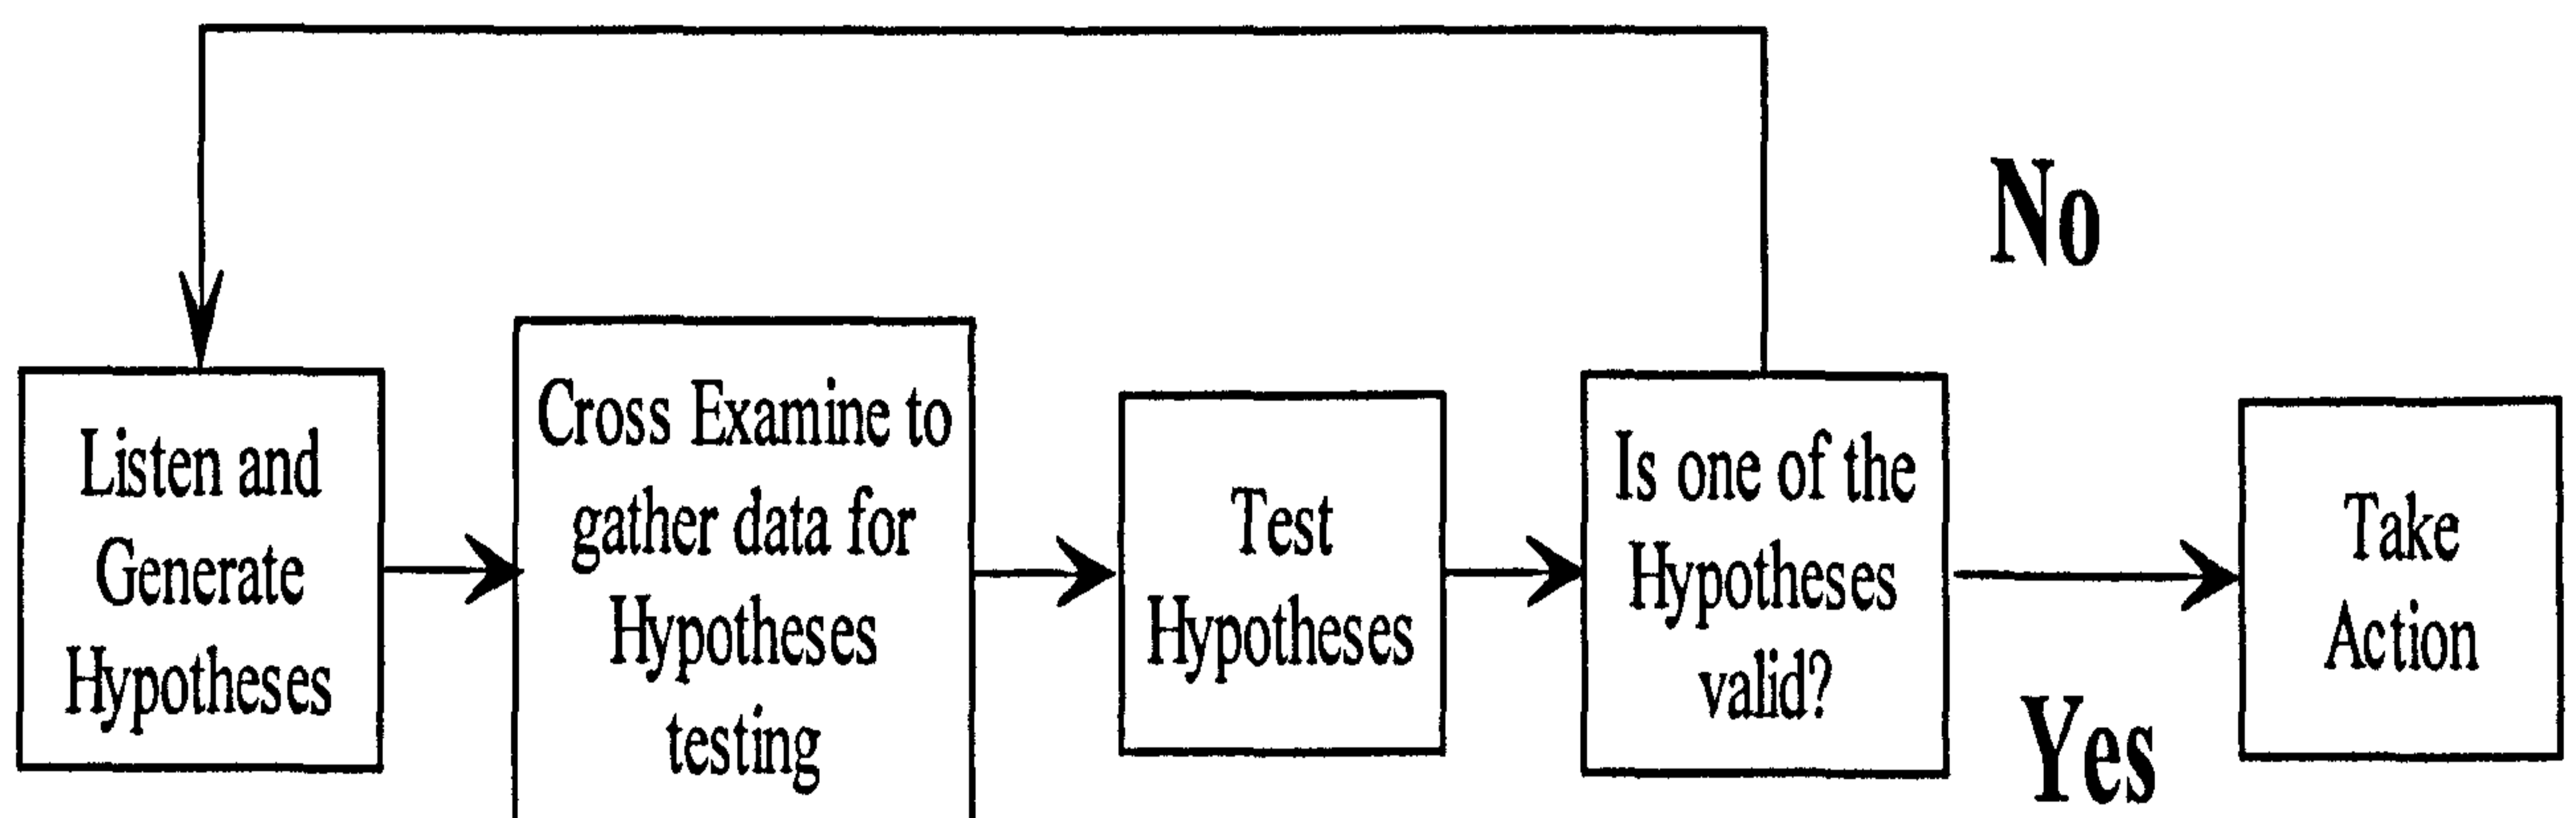 No
Listen and
Generate
Hypotheses
Cross Examine to
gather data for
Hypotheses
testing
Test
Hypotheses
Is one of the
Hypotheses
valid?
Yes
Take
Action